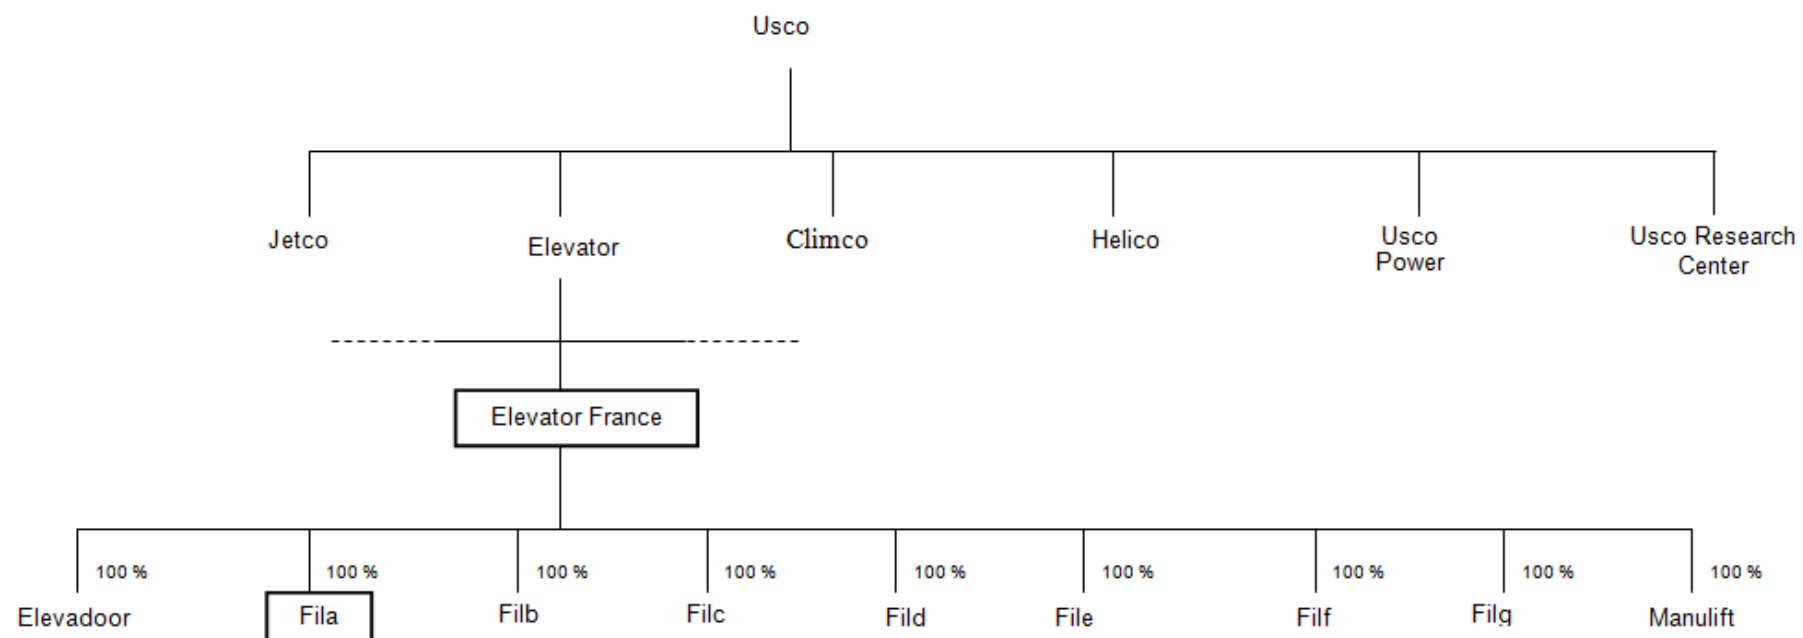 Usco
Jetco
Elevator
Climco
Helico
Usco
Power
Usco Research
Center
Elevator France
100 %
100 %
100 %
100 %
100 %
100 %
100 %
100 %
100 %
Elevadoor
Fila
Filb
Filc
Fild
File
Filf
Filg
Manulift